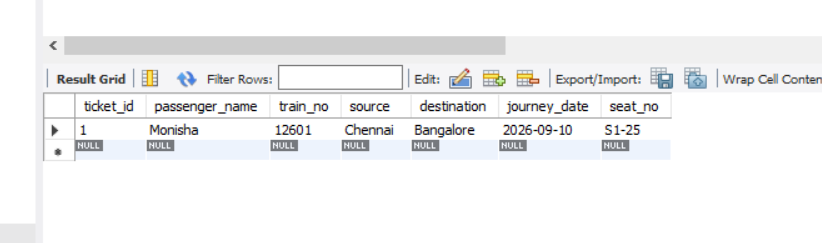 Result Grid Filter Rows: Edit: Export/Import: Wrap Cell Conten
ticket_id passenger_name train_no source destination journey_date seat_no
1 Monisha 12601 Chennai Bangalore 2026-09-10 S1-25
NULL NULL NULL NULL NULL NULL NULL